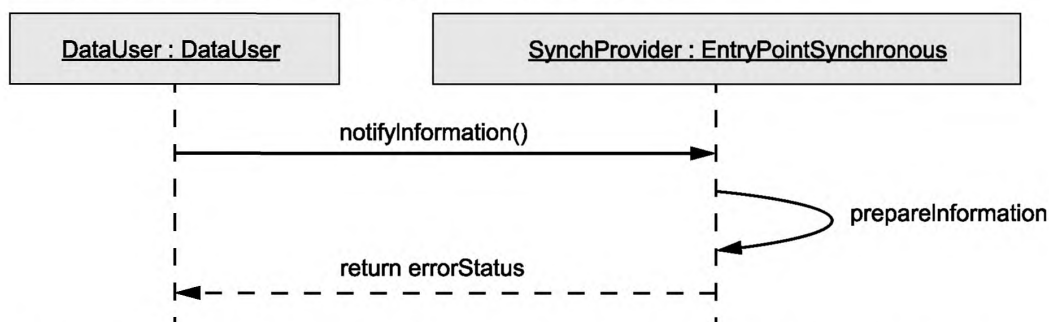 DataUser : DataUser
SynchProvider : EntryPointSynchronous
notifyInformation()
prepareInformation
return errorStatus